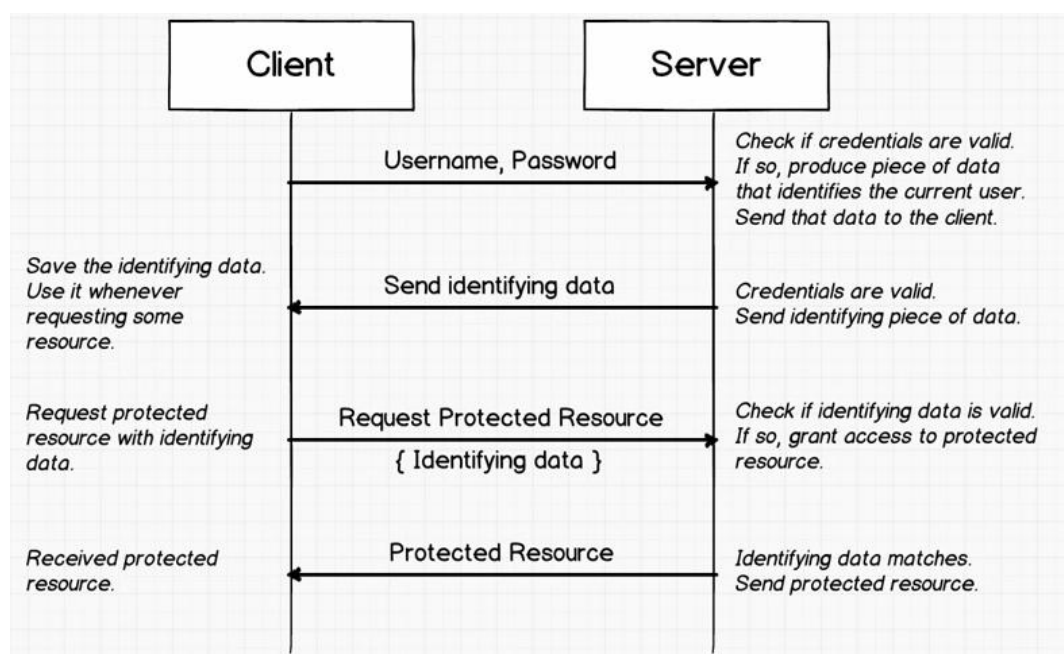 Client
Server
Username, Password
Check if credentials are valid.
If so, produce piece of data
that identifies the current user.
Send that data to the client.
Save the identifying data.
Use it whenever
requesting some
resource.
Send identifying data
Credentials are valid.
Send identifying piece of data.
Request protected
resource with identifying
data.
Request Protected Resource
{ Identifying data }
Check if identifying data is valid.
If so, grant access to protected
resource.
Received protected
resource.
Protected Resource
Identifying data matches.
Send protected resource.